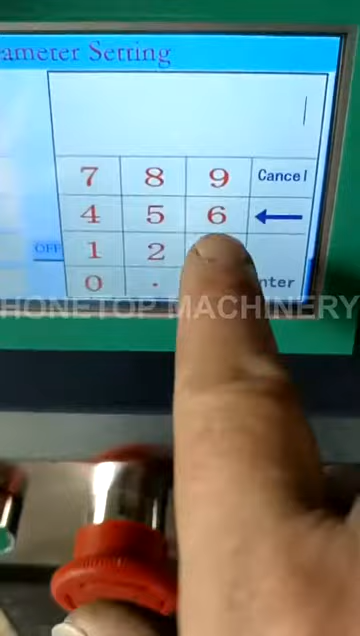 ameter Setting
7 8 9 Cancel
4 5 6
OFF 1 2
0 . nter
HONETOP MACHINERY